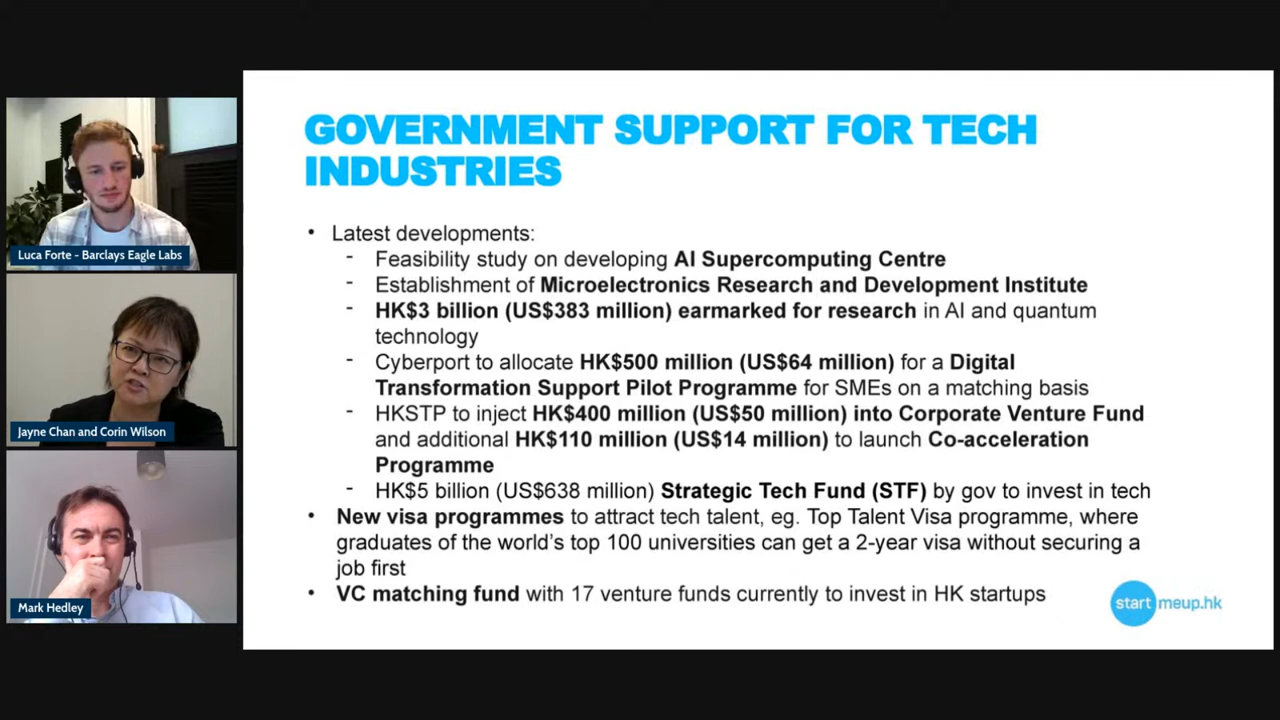 GOVERNMENT SUPPORT FOR TECH
INDUSTRIES
• Latest developments:
- Feasibility study on developing AI Supercomputing Centre
- Establishment of Microelectronics Research and Development Institute
- HK$3 billion (US$383 million) earmarked for research in AI and quantum
technology
- Cyberport to allocate HK$500 million (US$64 million) for a Digital
Transformation Support Pilot Programme for SMEs on a matching basis
- HKSTP to inject HK$400 million (US$50 million) into Corporate Venture Fund
and additional HK$110 million (US$14 million) to launch Co-acceleration
Programme
- HK$5 billion (US$638 million) Strategic Tech Fund (STF) by gov to invest in tech
• New visa programmes to attract tech talent, eg. Top Talent Visa programme, where
graduates of the world's top 100 universities can get a 2-year visa without securing a
job first
• VC matching fund with 17 venture funds currently to invest in HK startups
startmeup.hk
Luca Forte - Barclays Eagle Labs
Jayne Chan and Corin Wilson
Mark Hedley